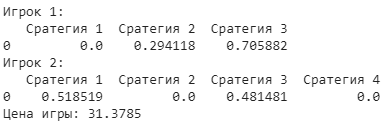 Игрок 1:
Сратегия 1 Сратегия 2 Сратегия 3
0 0.0 0.294118 0.705882
Игрок 2:
Сратегия 1 Сратегия 2 Сратегия 3 Сратегия 4
0 0.518519 0.0 0.481481 0.0
Цена игры: 31.3785